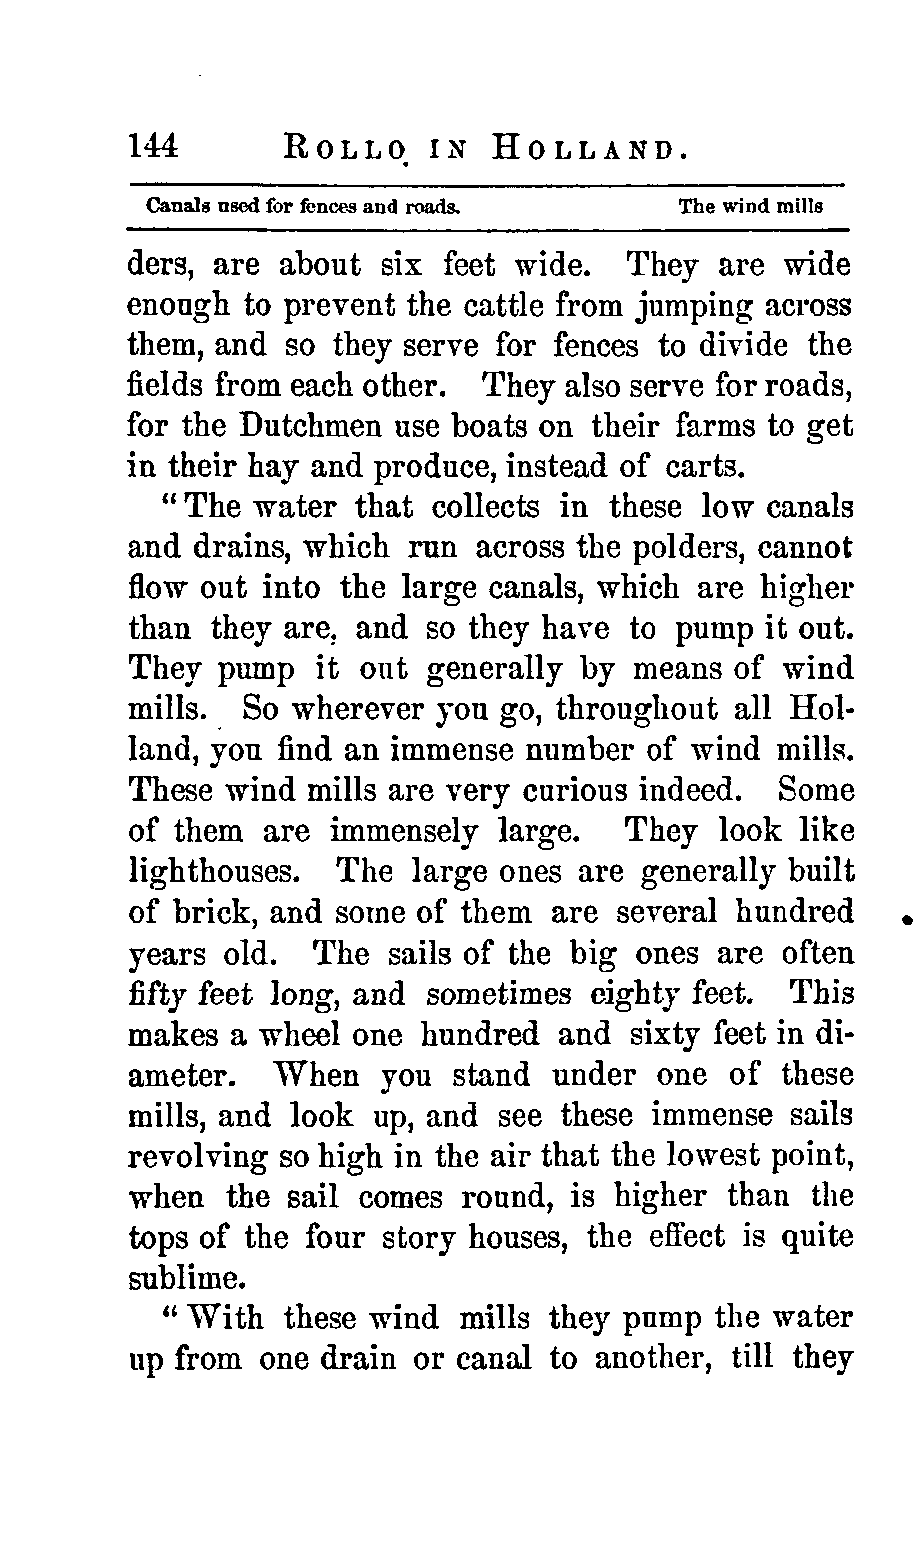 144 ROLLO IN HOLLAND.
Canals used for fences and roads. The wind mills
ders, are about six feet wide. They are wide
enough to prevent the cattle from jumping across
them, and so they serve for fences to divide the
fields from each other. They also serve for roads,
for the Dutchmen use boats on their farms to get
in their hay and produce, instead of carts.
"The water that collects in these low canals
and drains, which run across the polders, cannot
flow out into the large canals, which are higher
than they are, and so they have to pump it out.
They pump it out generally by means of wind
mills. So wherever you go, throughout all Hol-
land, you find an immense number of wind mills.
These wind mills are very curious indeed. Some
of them are immensely large. They look like
lighthouses. The large ones are generally built
of brick, and some of them are several hundred
years old. The sails of the big ones are often
fifty feet long, and sometimes eighty feet. This
makes a wheel one hundred and sixty feet in di-
ameter. When you stand under one of these
mills, and look up, and see these immense sails
revolving so high in the air that the lowest point,
when the sail comes round, is higher than the
tops of the four story houses, the effect is quite
sublime.
"With these wind mills they pump the water
up from one drain or canal to another, till they